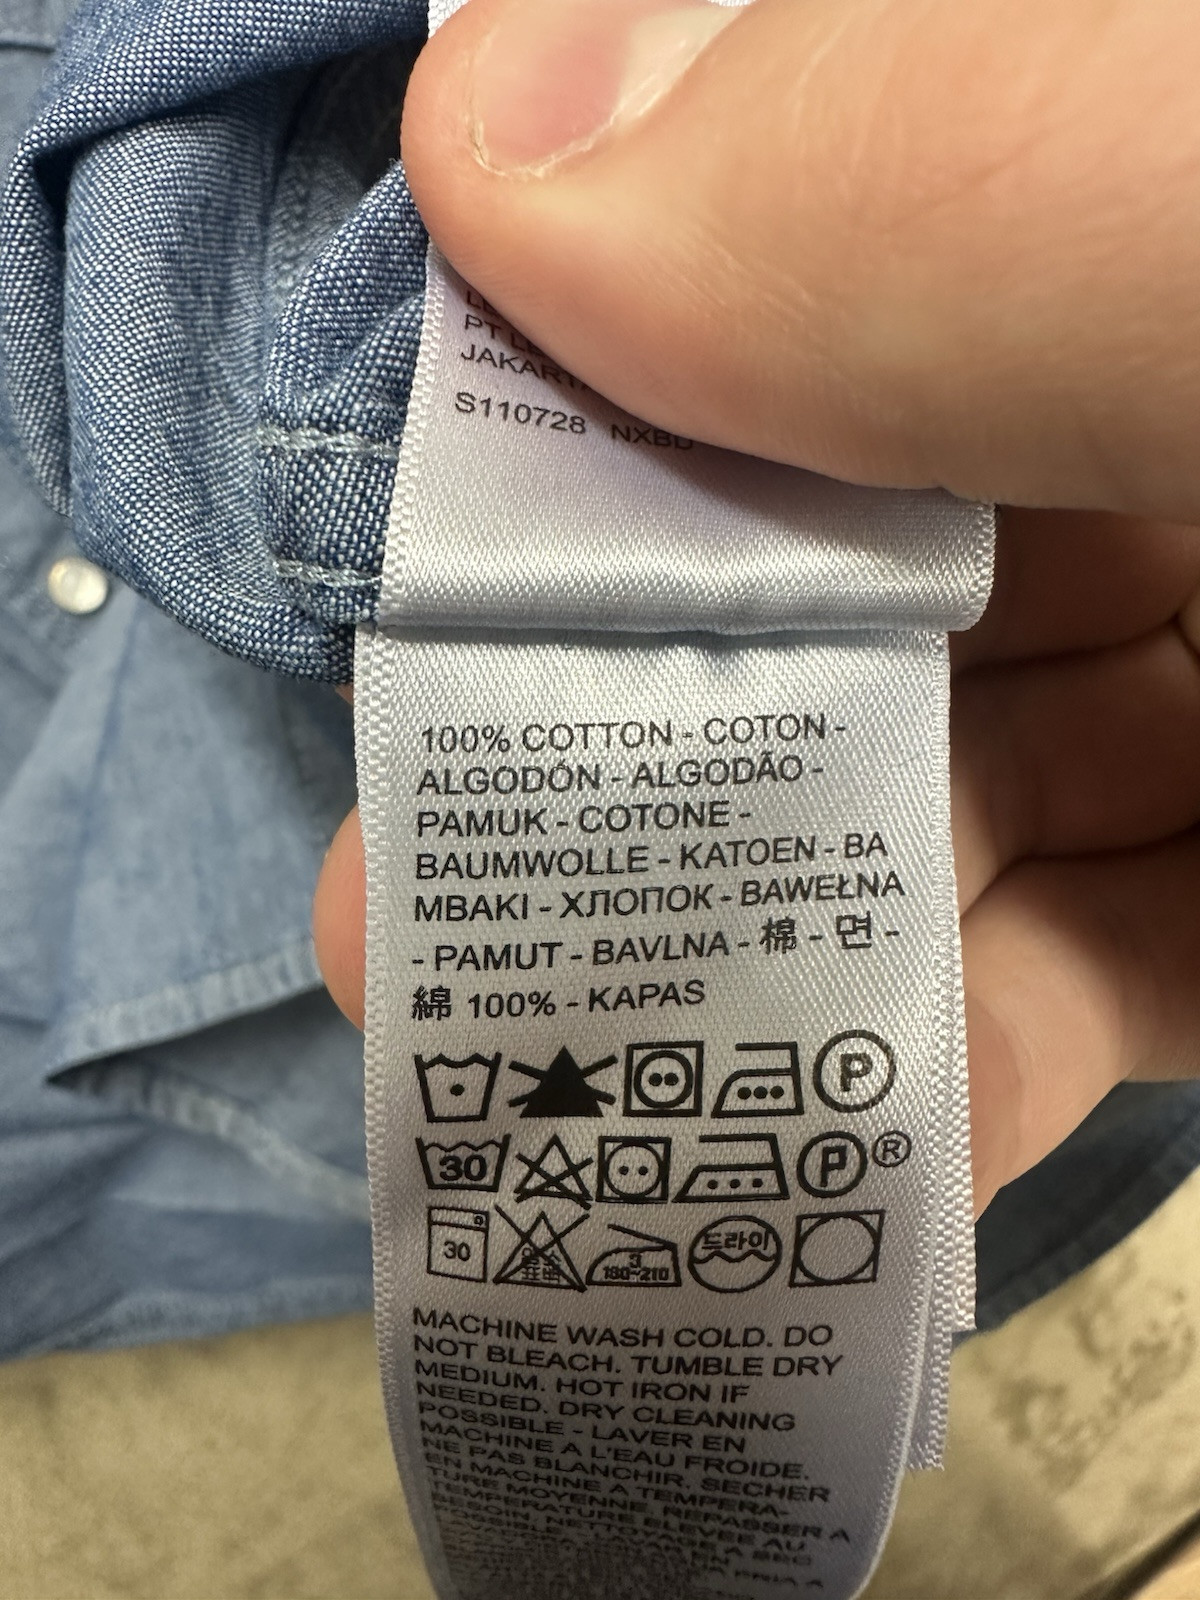 PT
JAKART
S110728 NXBD
100% COTTON - COTON -
ALGODÓN - ALGODÃO -
PAMUK - COTONE -
BAUMWOLLE - KATOEN - BA
MBAKI - ХЛОПОК - BAWEŁNA
- PAMUT - BAVLNA - 棉 - 면 -
綿 100% - KAPAS
P
30 P ®
30 3 180~210 드라이
MACHINE WASH COLD. DO
NOT BLEACH. TUMBLE DRY
MEDIUM. HOT IRON IF
NEEDED. DRY CLEANING
POSSIBLE - LAVER EN
MACHINE A L'EAU FROIDE.
NE PAS BLANCHIR. SECHER
EN MACHINE A TEMPERA-
TURE MOYENNE. REPASSER A
TEMPERATURE ELEVEE AU
BESOIN. NETTOYAGE A SEC
POSSIBLE